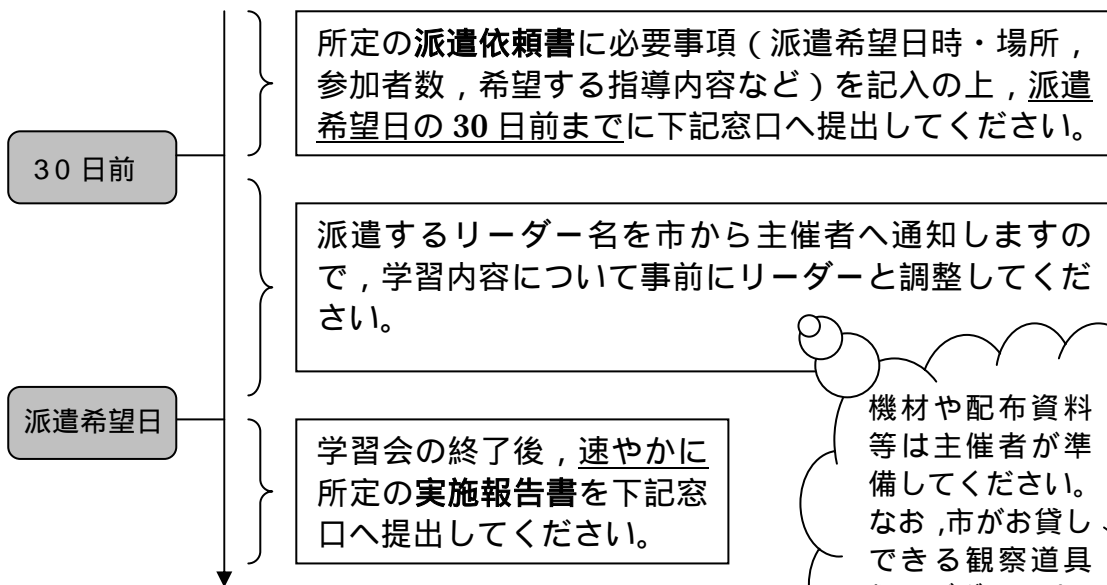 所定の派遣依頼書に必要事項（派遣希望日時・場所，
参加者数，希望する指導内容など）を記入の上，派遣
希望日の 30 日前までに下記窓口へ提出してください。
30 日前
派遣するリーダー名を市から主催者へ通知しますの
で，学習内容について事前にリーダーと調整してくだ
さい。
派遣希望日
学習会の終了後，速やかに
所定の実施報告書を下記窓
口へ提出してください。
機材や配布資料
等は主催者が準
備してください。
なお，市がお貸し
できる観察道具